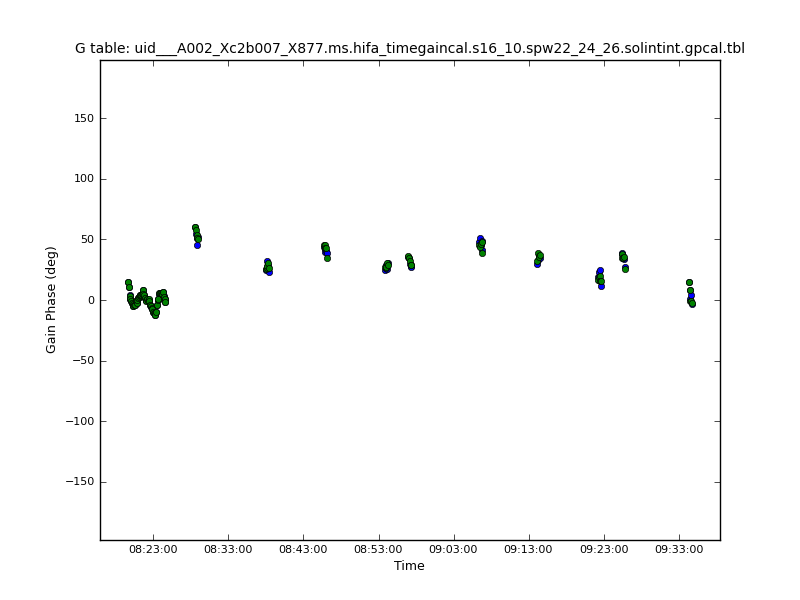 G table: uid___A002_Xc2b007_X877.ms.hifa_timegaincal.s16_10.spw22_24_26.solintint.gpcal.tbl
Gain Phase (deg)
150
100
50
0
−50
−100
−150
08:23:00 08:33:00 08:43:00 08:53:00 09:03:00 09:13:00 09:23:00 09:33:00
Time